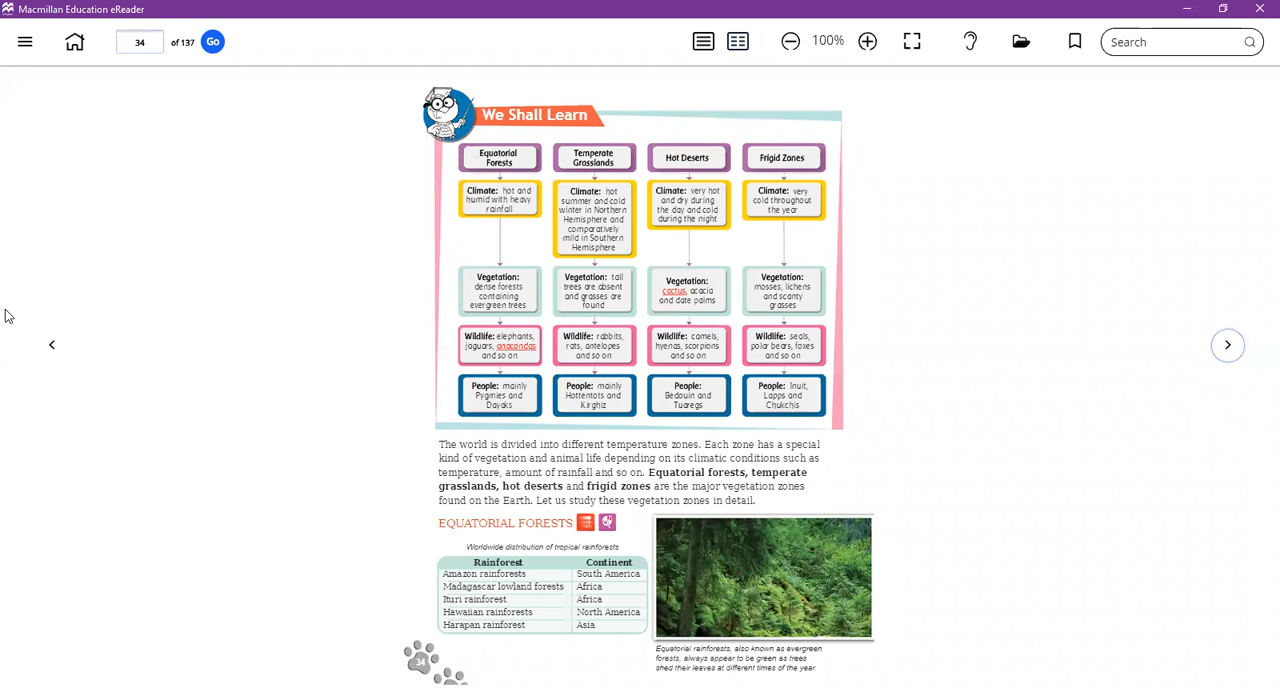 Macmillan Education eReader
34 of 137 Go
100%
Search
We Shall Learn
Equatorial
Forests
Climate: hot and
humid with heavy
rainfall
Vegetation:
dense forests
containing
evergreen trees
Wildlife: elephants,
jaguars, anacondas
and so on
People: mainly
Pygmies and
Dayaks
Temperate
Grasslands
Climate: hot
summer and cold
winter in Northern
Hemisphere and
comparatively
mild in Southern
Hemisphere
Vegetation: tall
trees are absent
and grasses are
found
Wildlife: rabbits,
rats, antelopes
and so on
People: mainly
Hottentots and
Kirghiz
Hot Deserts
Climate: very hot
and dry during
the day and cold
during the night
Vegetation:
cactus, acacia
and date palms
Wildlife: camels,
hyenas, scorpions
and so on
People:
Bedouin and
Tuaregs
Frigid Zones
Climate: very
cold throughout
the year
Vegetation:
mosses, lichens
and scanty
grasses
Wildlife: seals,
polar bears, foxes
and so on
People: Inuit,
Lapps and
Chukchis
The world is divided into different temperature zones. Each zone has a special
kind of vegetation and animal life depending on its climatic conditions such as
temperature, amount of rainfall and so on. Equatorial forests, temperate
grasslands, hot deserts and frigid zones are the major vegetation zones
found on the Earth. Let us study these vegetation zones in detail.
EQUATORIAL FORESTS
Worldwide distribution of tropical rainforests
Rainforest Continent
Amazon rainforests South America
Madagascar lowland forests Africa
Ituri rainforest Africa
Hawaiian rainforests North America
Harapan rainforest Asia
Equatorial rainforests, also known as evergreen
forests, always appear to be green as trees
shed their leaves at different times of the year.
34